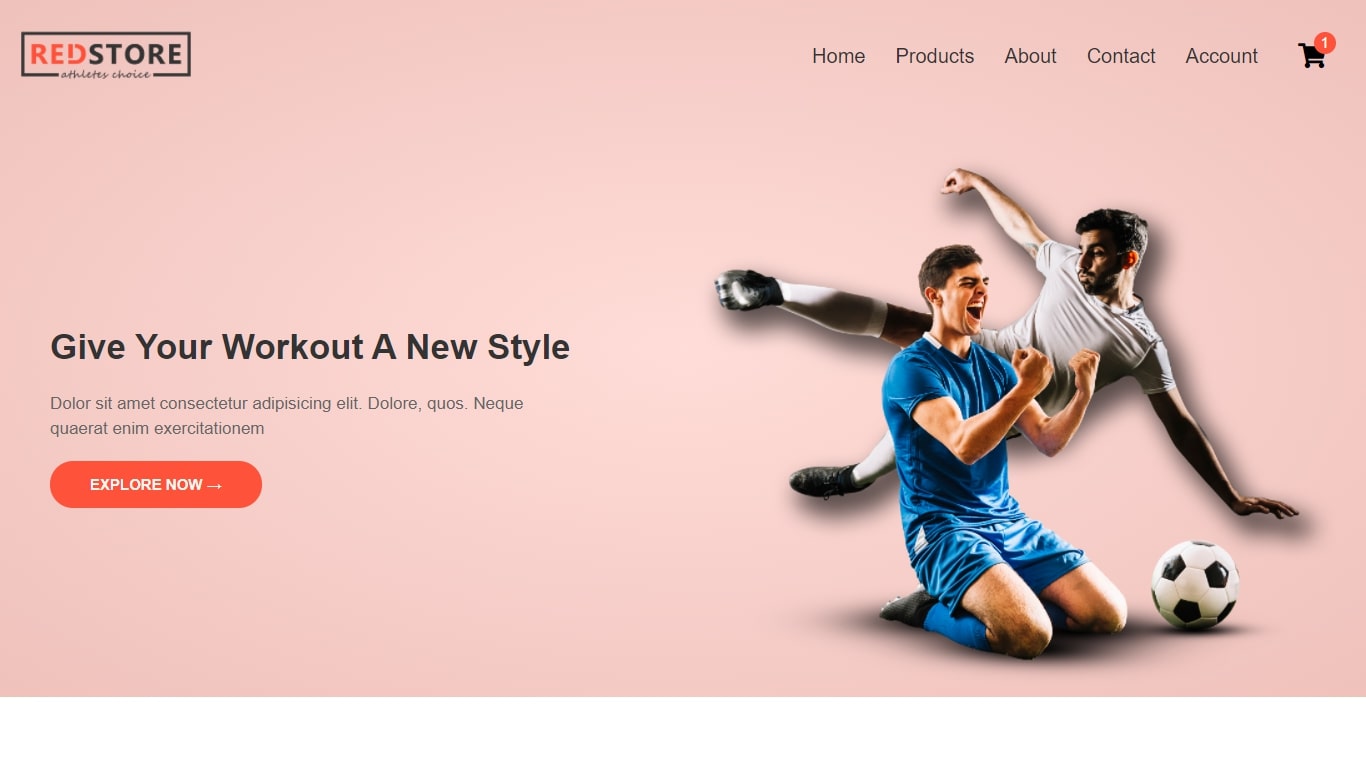 REDSTORE
athletes choice
Home Products About Contact Account 1
Give Your Workout A New Style
Dolor sit amet consectetur adipisicing elit. Dolore, quos. Neque
quaerat enim exercitationem
EXPLORE NOW →